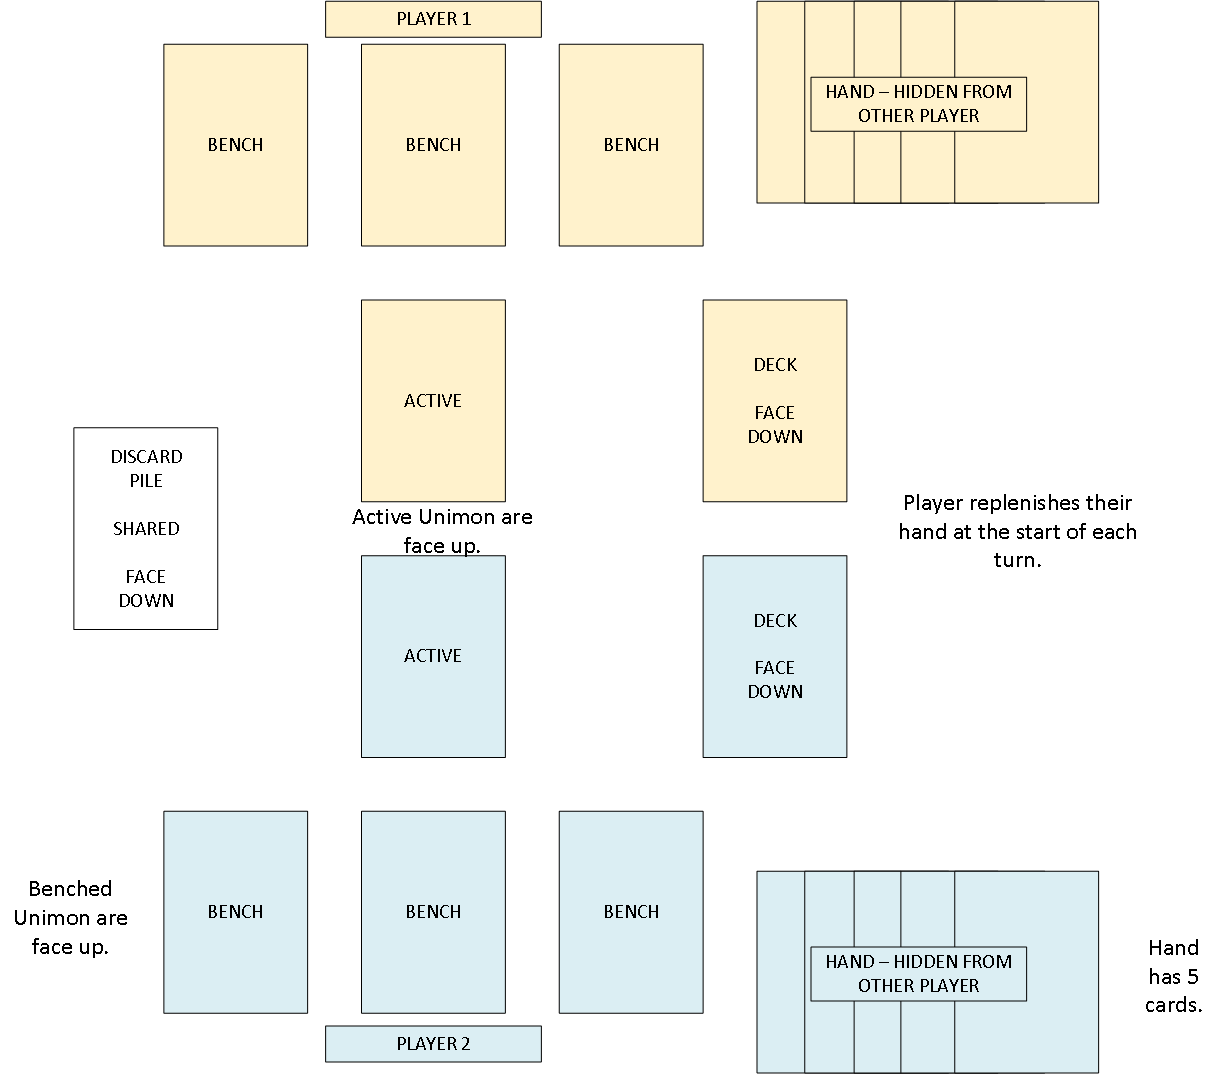 PLAYER 1
BENCH
BENCH
BENCH
HAND – HIDDEN FROM
OTHER PLAYER
ACTIVE
DECK
FACE
DOWN
DISCARD
PILE
SHARED
FACE
DOWN
Active Unimon are
face up.
Player replenishes their
hand at the start of each
turn.
ACTIVE
DECK
FACE
DOWN
Benched
Unimon are
face up.
BENCH
BENCH
BENCH
HAND – HIDDEN FROM
OTHER PLAYER
Hand
has 5
cards.
PLAYER 2